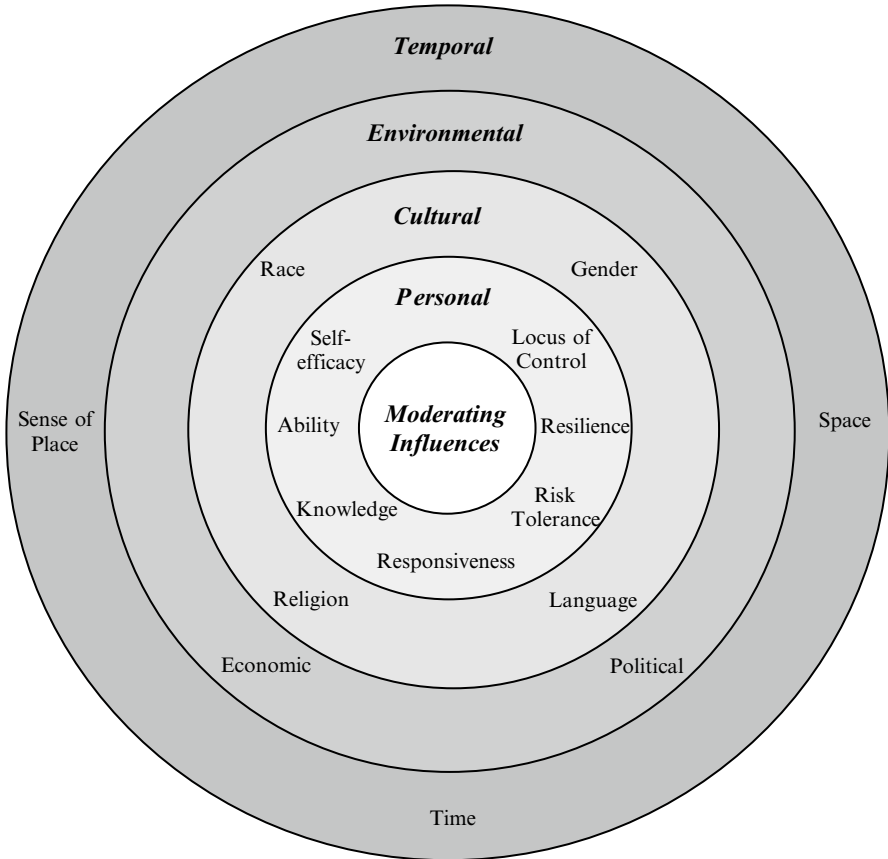 Temporal
Environmental
Cultural
Race
Gender
Personal
Self-
efficacy
Locus of
Control
Moderating
Influences
Sense of
Place
Ability
Resilience
Space
Knowledge
Risk
Tolerance
Responsiveness
Religion
Language
Economic
Political
Time